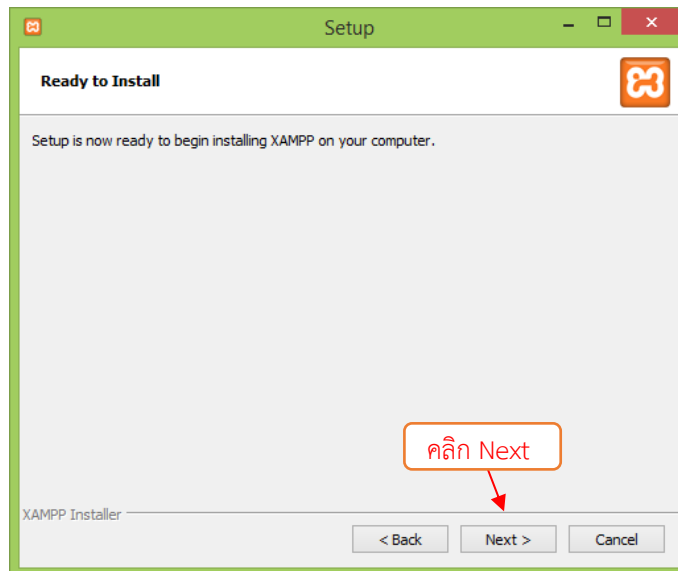 Setup
Ready to Install
Setup is now ready to begin installing XAMPP on your computer.
คลิก Next
XAMPP Installer
< Back
Next >
Cancel